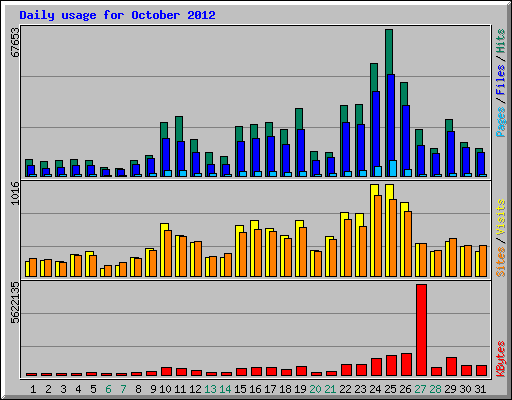 Daily usage for October 2012
67653
Pages / Files / Hits
1016
Sites / Visits
5622135
KBytes
1 2 3 4 5 6 7 8 9 10 11 12 13 14 15 16 17 18 19 20 21 22 23 24 25 26 27 28 29 30 31